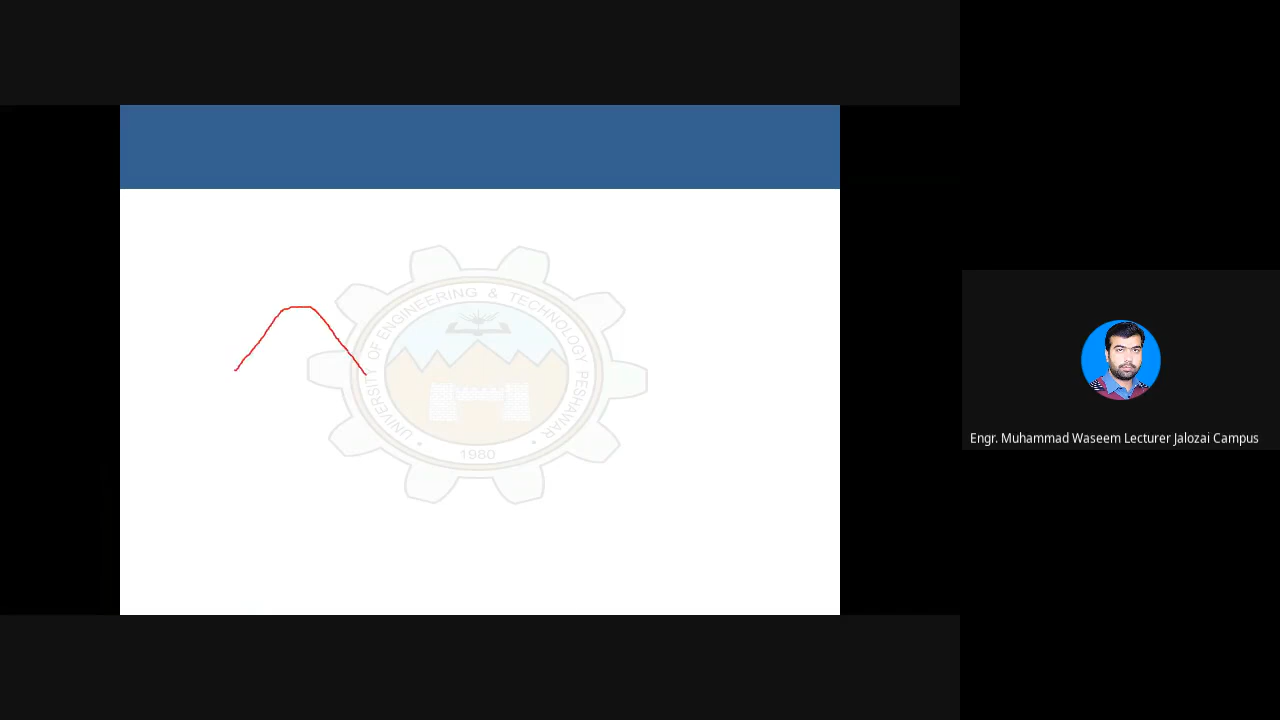 UNIVERSITY OF ENGINEERING & TECHNOLOGY PESHAWAR
1980
Engr. Muhammad Waseem Lecturer Jalozai Campus